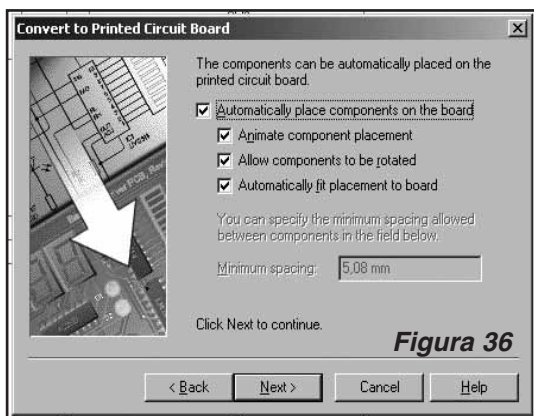 Convert to Printed Circuit Board
The components can be automatically placed on the
printed circuit board.
Automatically place components on the board
Animate component placement
Allow components to be rotated
Automatically fit placement to board
You can specify the minimum spacing allowed
between components in the field below.
Minimum spacing: 5,08 mm
Click Next to continue.
Figura 36
< Back Next > Cancel Help